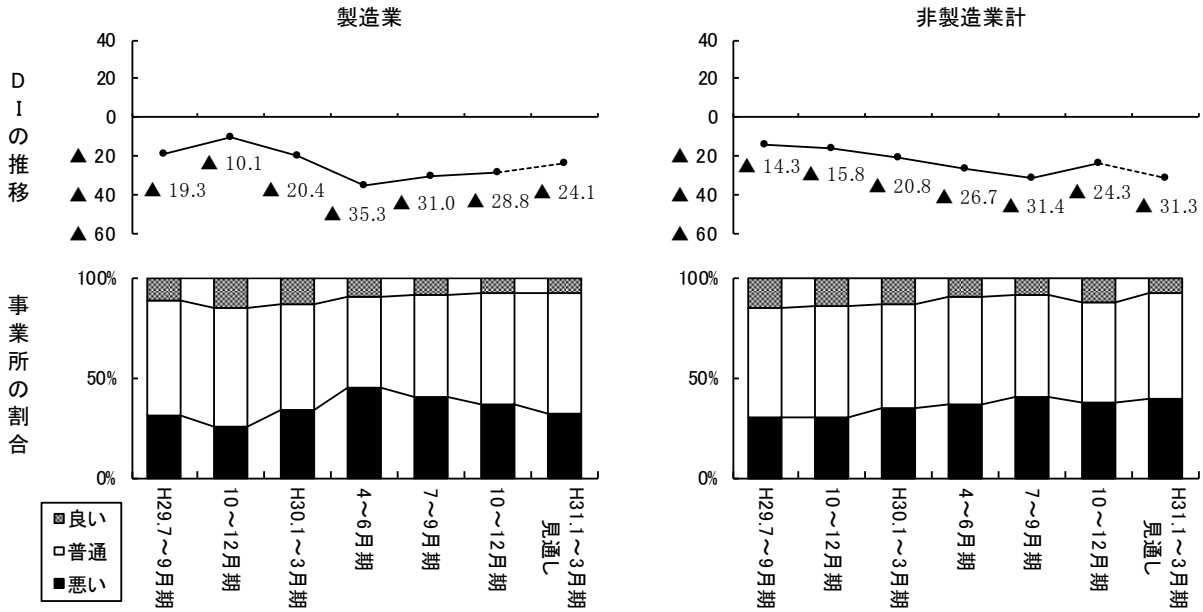 製造業
非製造業計
DIの推移
40
20
0
▲ 20
▲ 40
▲ 60
▲ 19.3
▲ 10.1
▲ 20.4
▲ 35.3
▲ 31.0
▲ 28.8
▲ 24.1
40
20
0
▲ 20
▲ 40
▲ 60
▲ 14.3
▲ 15.8
▲ 20.8
▲ 26.7
▲ 31.4
▲ 24.3
▲ 31.3
事業所の割合
100%
50%
0%
100%
50%
0%
H29.7～9月期
10～12月期
H30.1～3月期
4～6月期
7～9月期
10～12月期
H31.1～3月期
見通し
H29.7～9月期
10～12月期
H30.1～3月期
4～6月期
7～9月期
10～12月期
H31.1～3月期
見通し
良い
普通
悪い